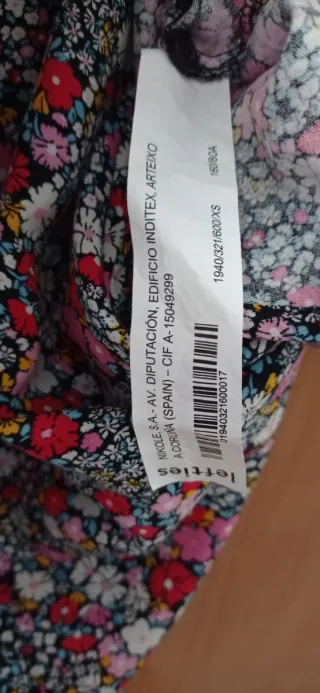 NIKOLE, S.A.- AV. DIPUTACIÓN, EDIFICIO INDITEX, ARTEIXO
A CORUÑA (SPAIN) – CIF A-15049299
1940/321/600/XS
160/80A
01940321600017
lefties